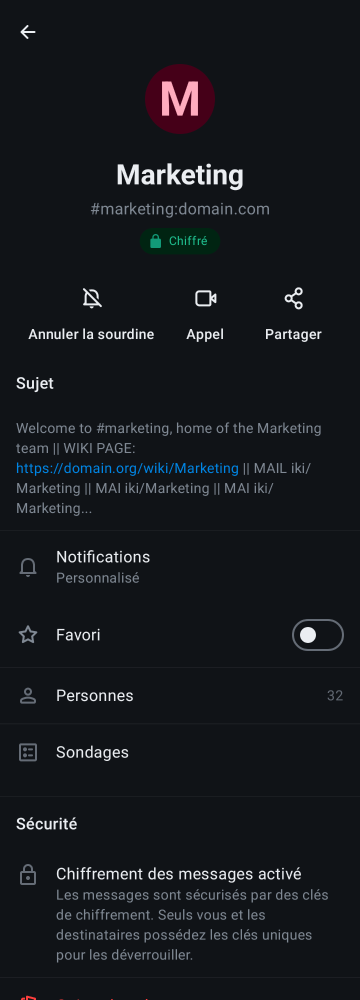 M
Marketing
#marketing:domain.com
Chiffré
Annuler la sourdine
Appel
Partager
Sujet
Welcome to #marketing, home of the Marketing
team || WIKI PAGE:
https://domain.org/wiki/Marketing || MAIL iki/
Marketing || MAI iki/Marketing || MAI iki/
Marketing...
Notifications
Personnalisé
Favori
Personnes
32
Sondages
Sécurité
Chiffrement des messages activé
Les messages sont sécurisés par des clés
de chiffrement. Seuls vous et les
destinataires possédez les clés uniques
pour les déverrouiller.